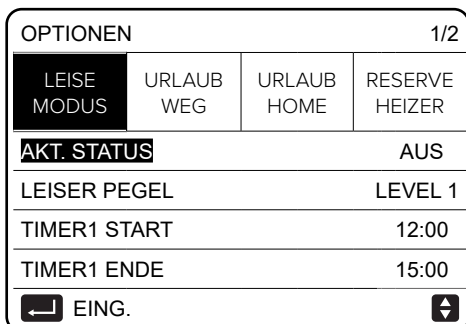 OPTIONEN 1/2
LEISE MODUS URLAUB WEG URLAUB HOME RESERVE HEIZER
AKT. STATUS AUS
LEISER PEGEL LEVEL 1
TIMER1 START 12:00
TIMER1 ENDE 15:00
EING.